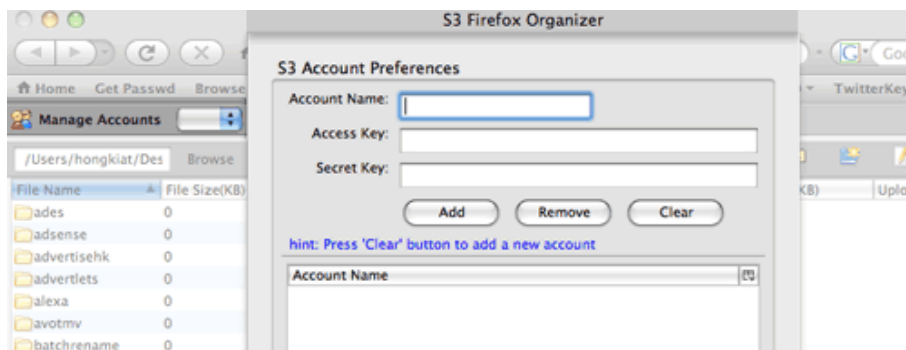 S3 Firefox Organizer
Home Get Passwd Browse
TwitterKey
Manage Accounts
/Users/hongkiat/Des Browse
File Name File Size(KB)
ades 0
adsense 0
advertisehk 0
advertlets 0
alexa 0
avotmv 0
batchrename 0
S3 Account Preferences
Account Name:
Access Key:
Secret Key:
Add Remove Clear
hint: Press 'Clear' button to add a new account
Account Name